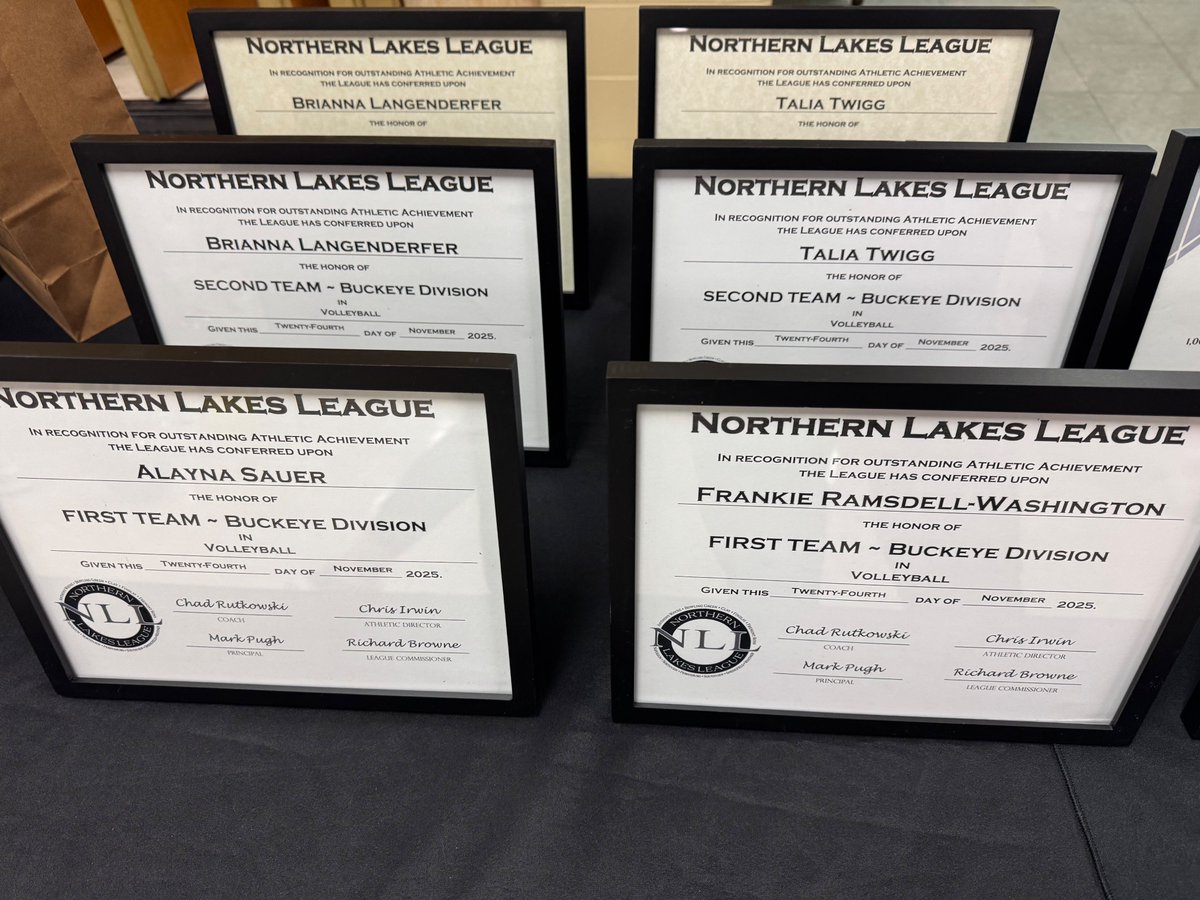 NORTHERN LAKES LEAGUE
IN RECOGNITION FOR OUTSTANDING ATHLETIC ACHIEVEMENT
THE LEAGUE HAS CONFERRED UPON
BRIANNA LANGENDERFER
THE HONOR OF
NORTHERN LAKES LEAGUE
IN RECOGNITION FOR OUTSTANDING ATHLETIC ACHIEVEMENT
THE LEAGUE HAS CONFERRED UPON
TALIA TWIGG
THE HONOR OF
NORTHERN LAKES LEAGUE
IN RECOGNITION FOR OUTSTANDING ATHLETIC ACHIEVEMENT
THE LEAGUE HAS CONFERRED UPON
BRIANNA LANGENDERFER
THE HONOR OF
SECOND TEAM ~ BUCKEYE DIVISION
IN
VOLLEYBALL
GIVEN THIS TWENTY-FOURTH DAY OF NOVEMBER 2025.
NORTHERN LAKES LEAGUE
IN RECOGNITION FOR OUTSTANDING ATHLETIC ACHIEVEMENT
THE LEAGUE HAS CONFERRED UPON
TALIA TWIGG
THE HONOR OF
SECOND TEAM ~ BUCKEYE DIVISION
IN
VOLLEYBALL
GIVEN THIS TWENTY-FOURTH DAY OF NOVEMBER 2025.
NORTHERN LAKES LEAGUE
IN RECOGNITION FOR OUTSTANDING ATHLETIC ACHIEVEMENT
THE LEAGUE HAS CONFERRED UPON
ALAYNA SAUER
THE HONOR OF
FIRST TEAM ~ BUCKEYE DIVISION
IN
VOLLEYBALL
GIVEN THIS TWENTY-FOURTH DAY OF NOVEMBER 2025.
NORTHERN
NLL
LAKES LEAGUE
Chad Rutkowski
COACH
Chris Irwin
ATHLETIC DIRECTOR
Mark Pugh
PRINCIPAL
Richard Browne
LEAGUE COMMISSIONER
NORTHERN LAKES LEAGUE
IN RECOGNITION FOR OUTSTANDING ATHLETIC ACHIEVEMENT
THE LEAGUE HAS CONFERRED UPON
FRANKIE RAMSDELL-WASHINGTON
THE HONOR OF
FIRST TEAM ~ BUCKEYE DIVISION
IN
VOLLEYBALL
GIVEN THIS TWENTY-FOURTH DAY OF NOVEMBER 2025.
NORTHERN
NLL
LAKES LEAGUE
Chad Rutkowski
COACH
Chris Irwin
ATHLETIC DIRECTOR
Mark Pugh
PRINCIPAL
Richard Browne
LEAGUE COMMISSIONER